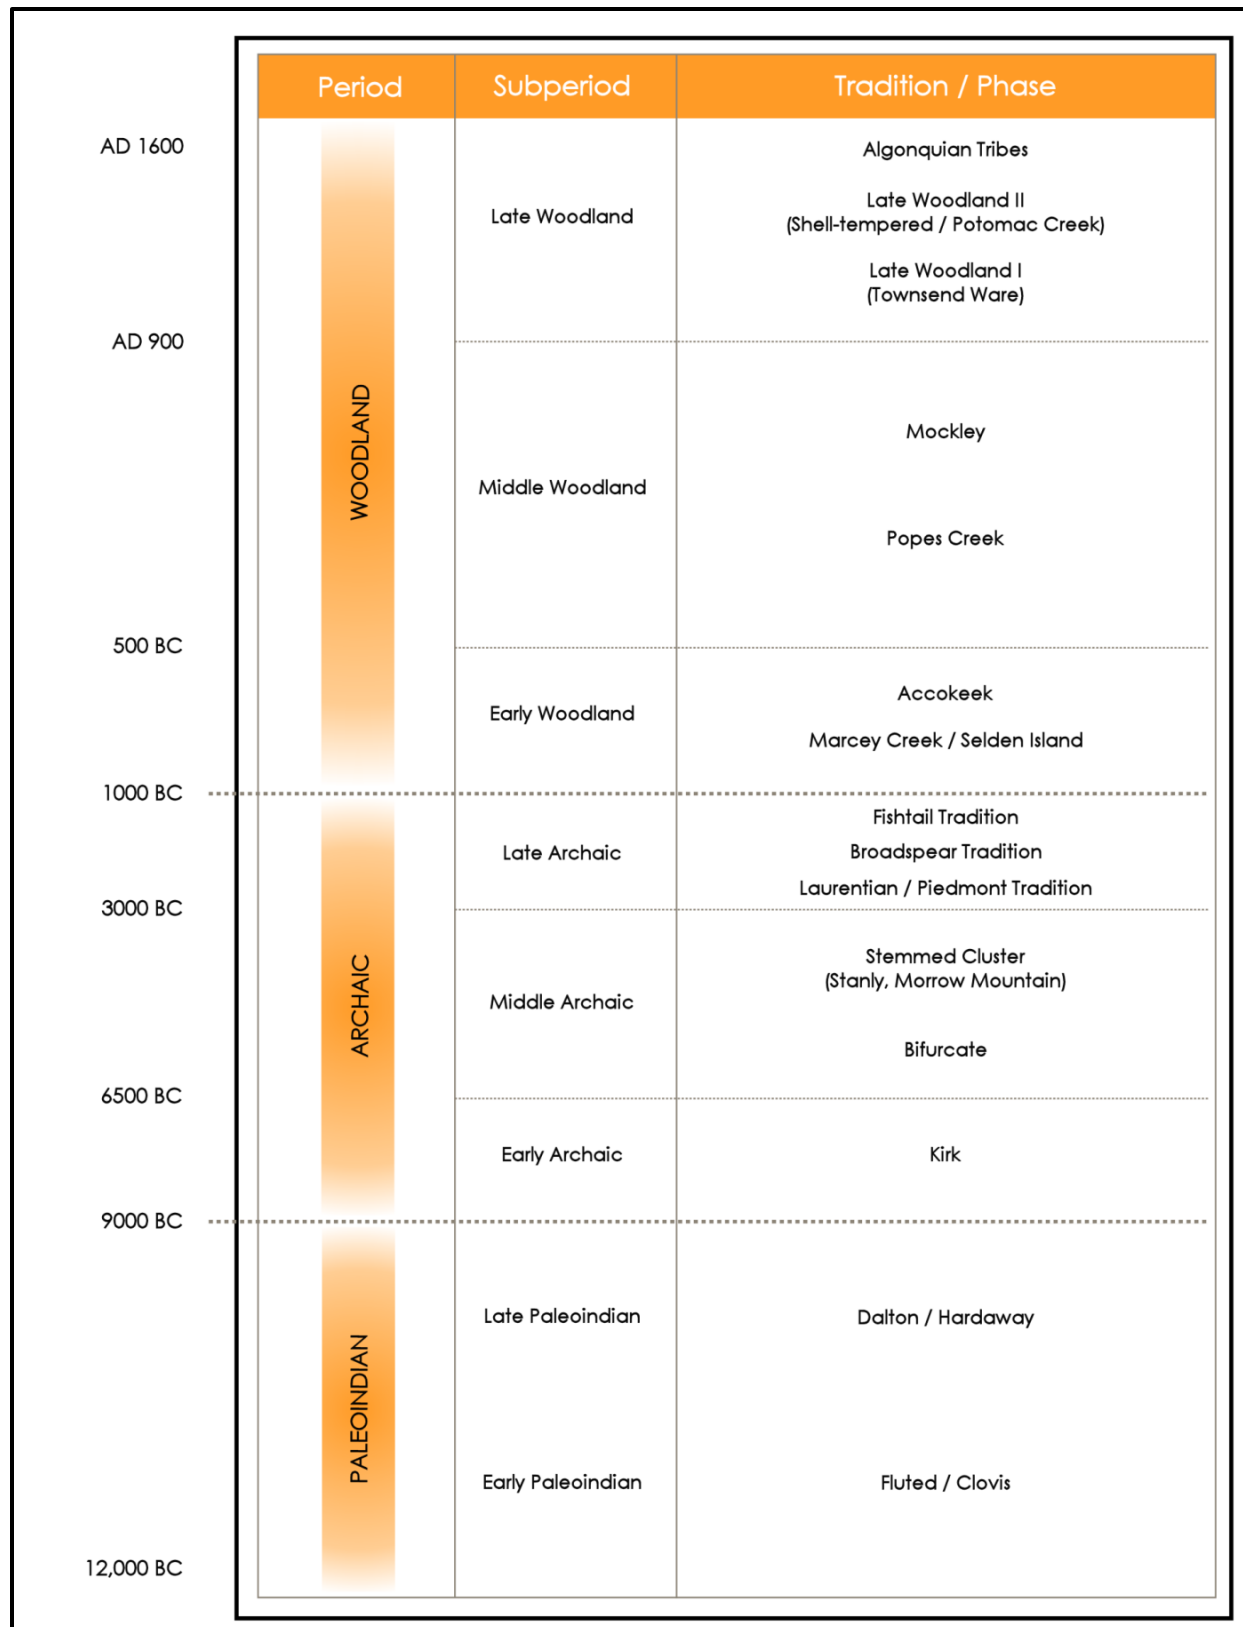 Period Subperiod Tradition / Phase
AD 1600
Algonquian Tribes
Late Woodland
Late Woodland II
(Shell-tempered / Potomac Creek)
Late Woodland I
(Townsend Ware)
AD 900
WOODLAND
Mockley
Middle Woodland
Popes Creek
500 BC
Accokeek
Early Woodland
Marcey Creek / Selden Island
1000 BC
Fishtail Tradition
Late Archaic
Broadspear Tradition
Laurentian / Piedmont Tradition
3000 BC
ARCHAIC
Stemmed Cluster
(Stanly, Morrow Mountain)
Middle Archaic
Bifurcate
6500 BC
Early Archaic
Kirk
9000 BC
PALEOINDIAN
Late Paleoindian
Dalton / Hardaway
Early Paleoindian
Fluted / Clovis
12,000 BC